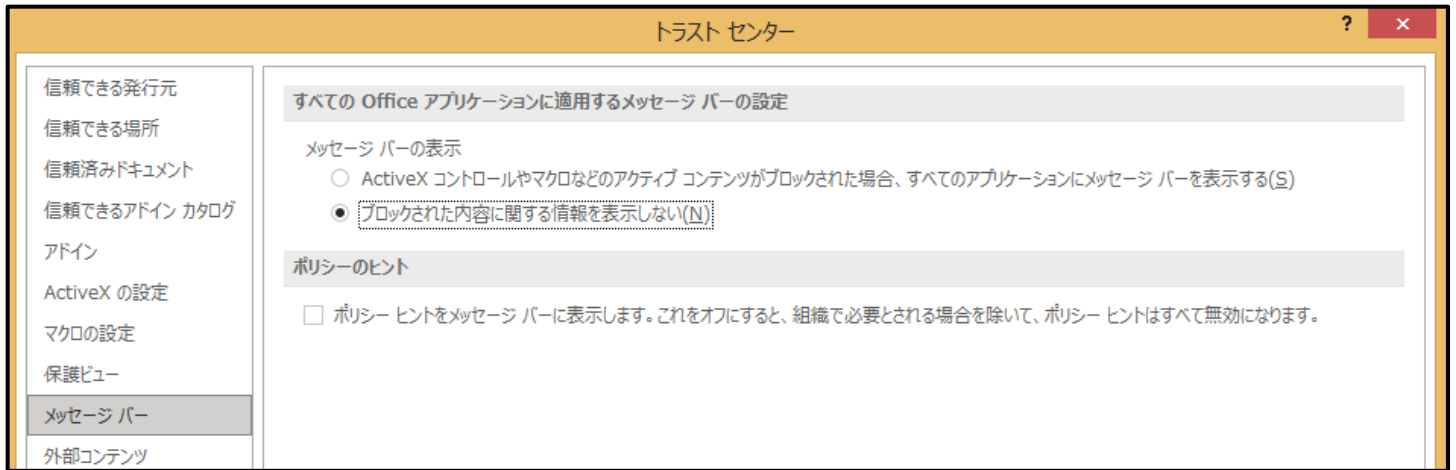 トラスト センター
? ×
信頼できる発行元
信頼できる場所
信頼済みドキュメント
信頼できるアドイン カタログ
アドイン
ActiveX の設定
マクロの設定
保護ビュー
メッセージ バー
外部コンテンツ
すべての Office アプリケーションに適用するメッセージ バーの設定
メッセージ バーの表示
ActiveX コントロールやマクロなどのアクティブ コンテンツがブロックされた場合、すべてのアプリケーションにメッセージ バーを表示する(S)
ブロックされた内容に関する情報を表示しない(N)
ポリシーのヒント
ポリシー ヒントをメッセージ バーに表示します。これをオフにすると、組織で必要とされる場合を除いて、ポリシー ヒントはすべて無効になります。